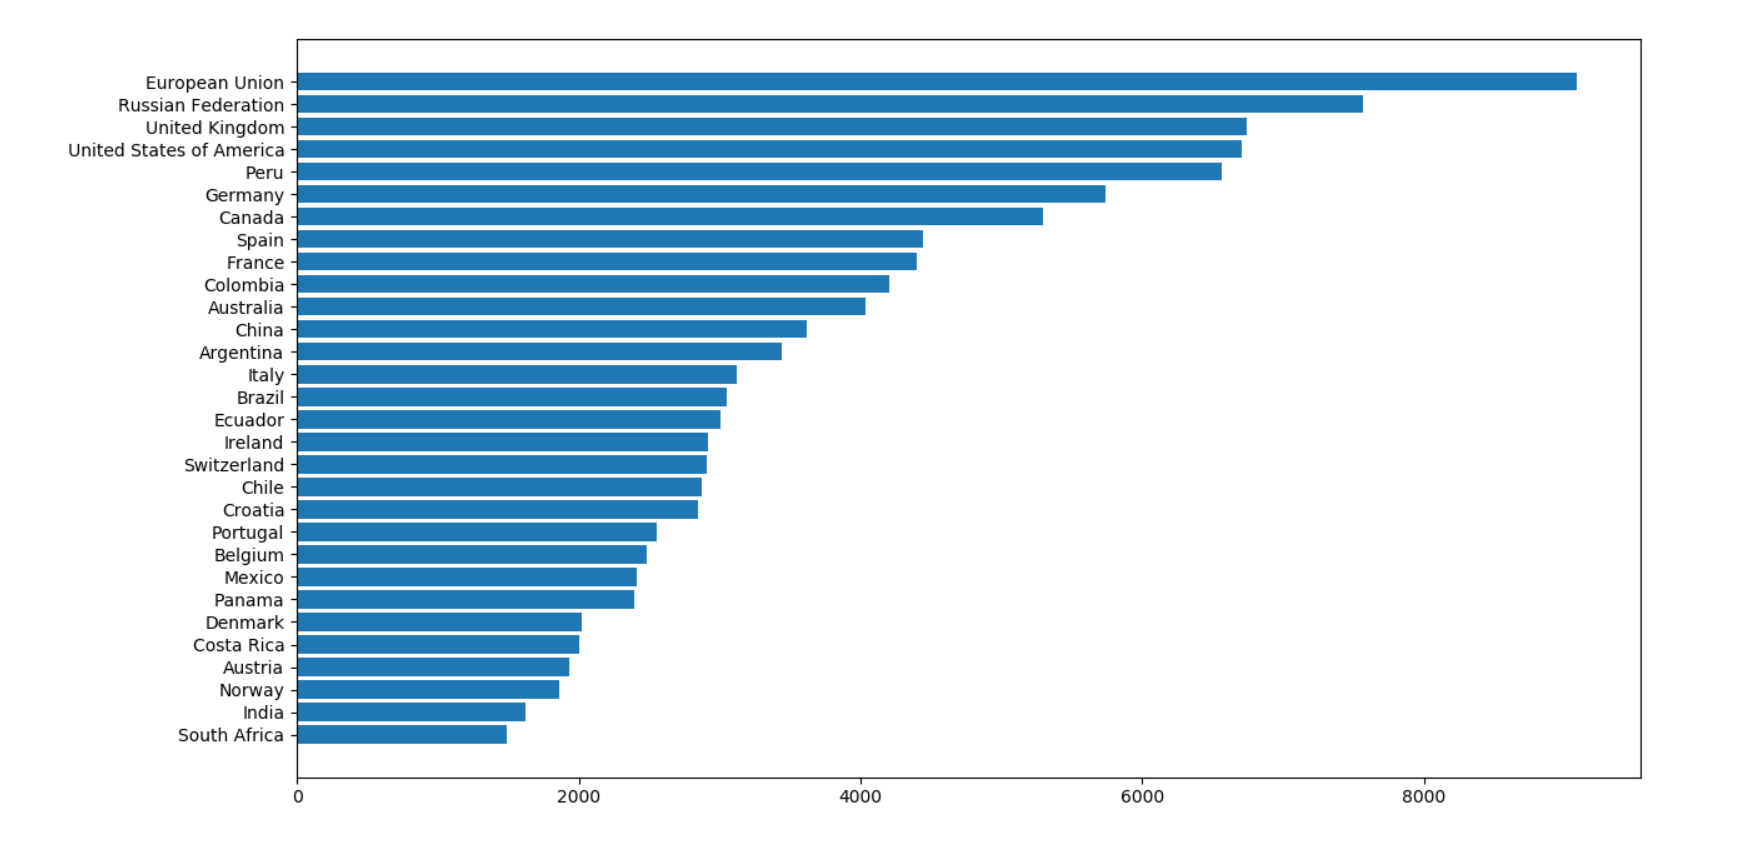 European Union
Russian Federation
United Kingdom
United States of America
Peru
Germany
Canada
Spain
France
Colombia
Australia
China
Argentina
Italy
Brazil
Ecuador
Ireland
Switzerland
Chile
Croatia
Portugal
Belgium
Mexico
Panama
Denmark
Costa Rica
Austria
Norway
India
South Africa
0 2000 4000 6000 8000